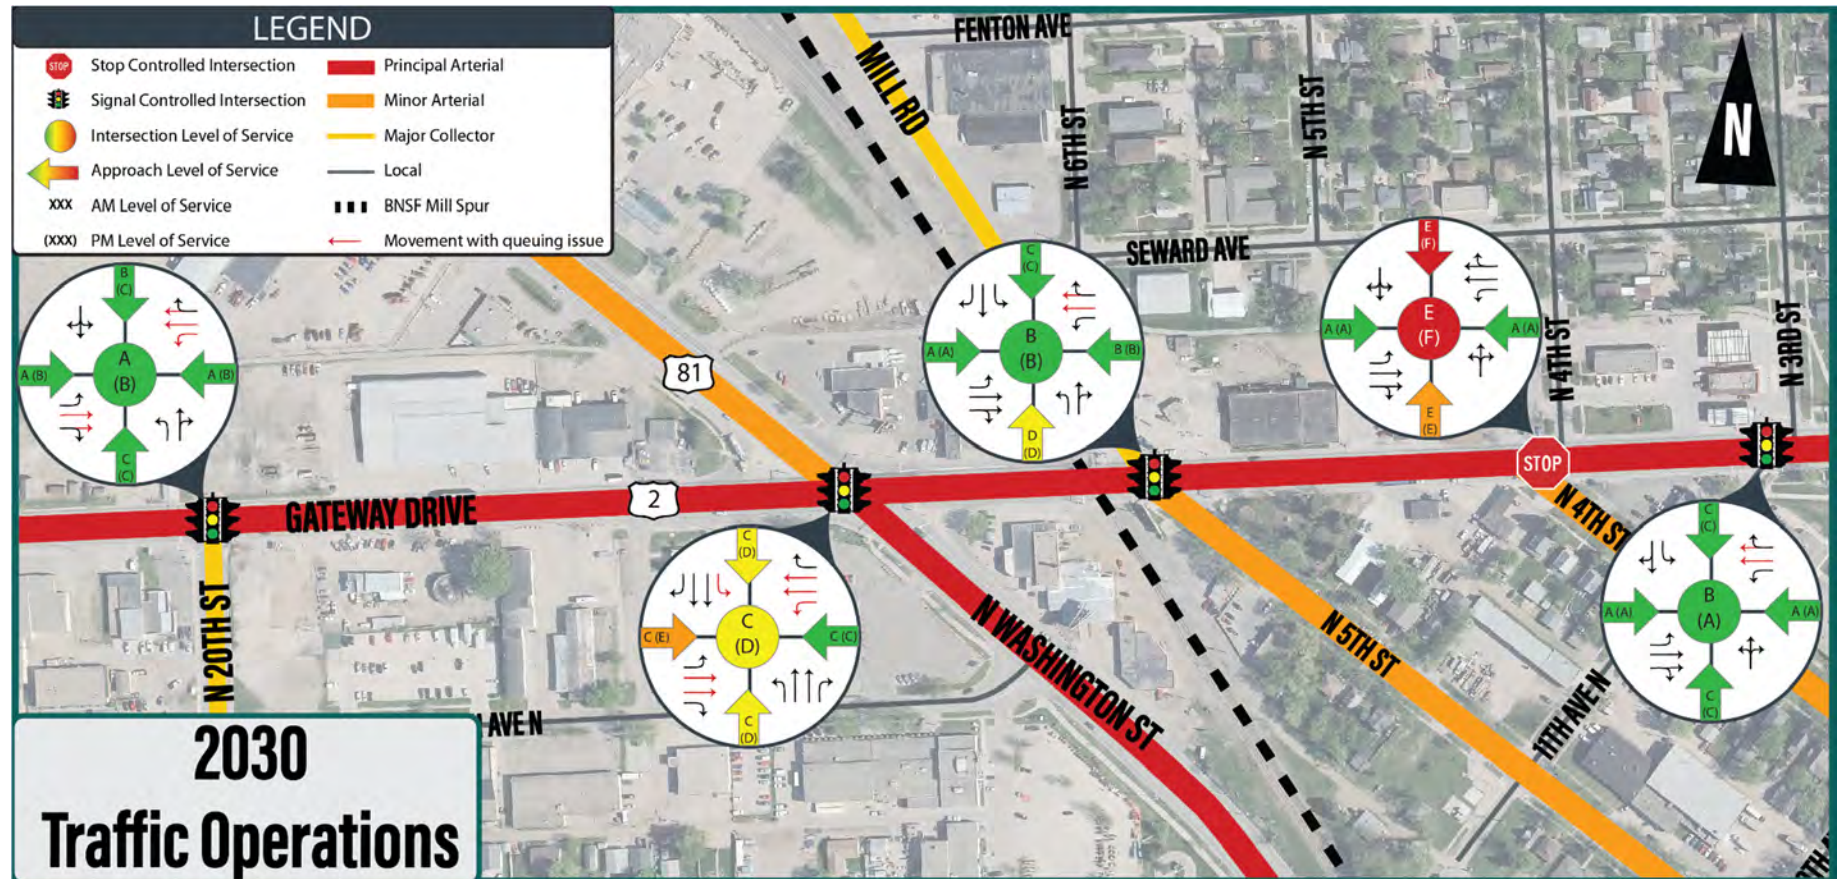 LEGEND
STOP Stop Controlled Intersection
Signal Controlled Intersection
Intersection Level of Service
Approach Level of Service
XXX AM Level of Service
(XXX) PM Level of Service
Principal Arterial
Minor Arterial
Major Collector
Local
BNSF Mill Spur
Movement with queuing issue
FENTON AVE
MILL RD
N 6TH ST
N 5TH ST
N
SEWARD AVE
N 4TH ST
N 3RD ST
B
(C)
A (B)
A
(B)
A (B)
C
(C)
C
(C)
A (A)
B
(B)
B (B)
D
(D)
E
(F)
A (A)
E
(F)
A (A)
E
(E)
81
2
GATEWAY DRIVE
STOP
N 4TH ST
N 20TH ST
C
(D)
C (E)
C
(D)
C (C)
C
(D)
N WASHINGTON ST
N 5TH ST
11TH AVE N
C
(C)
A (A)
B
(A)
A (A)
C
(C)
AVE N
2030
Traffic Operations